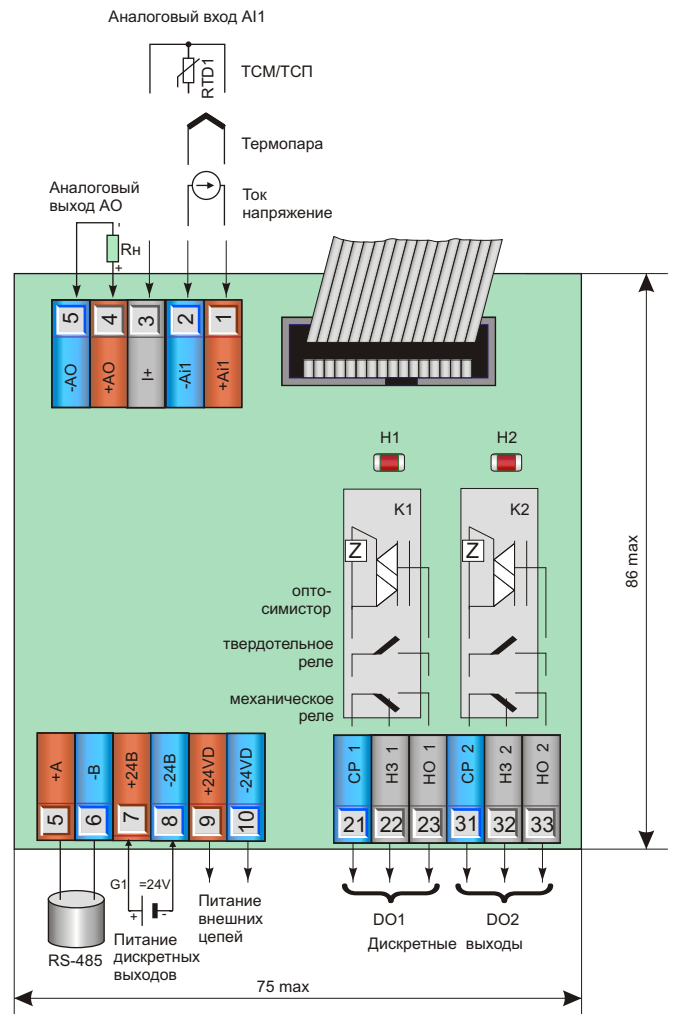 Аналоговый вход AI1
RTD1
ТСМ/ТСП
Термопара
Аналоговый
выход АО
Ток
напряжение
-
Rн
+
5
4
3
2
1
-AO
+AO
I+
-Ai1
+Ai1
H1
H2
K1
K2
Z
Z
опто-
симистор
твердотельное
реле
механическое
реле
86 max
+A
-B
+24В
-24В
+24VD
-24VD
СР 1
НЗ 1
НО 1
СР 2
НЗ 2
НО 2
5
6
7
8
9
10
21
22
23
31
32
33
G1
=24V
+
-
RS-485
Питание
дискретных
выходов
Питание
внешних
цепей
DO1
DO2
Дискретные выходы
75 max